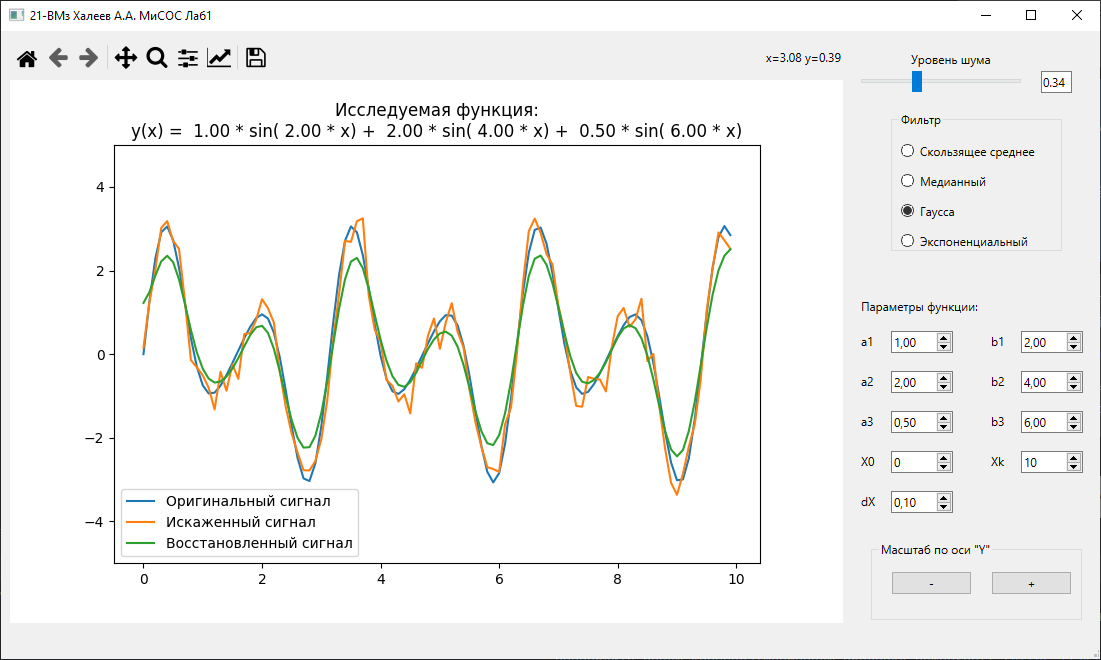 21-ВМз Халеев А.А. МиСОС Лаб1
x=3.08 y=0.39
Уровень шума
0.34
Исследуемая функция:
y(x) =  1.00 * sin( 2.00 * x) +  2.00 * sin( 4.00 * x) +  0.50 * sin( 6.00 * x)
4
2
0
−2
−4
0 2 4 6 8 10
Оригинальный сигнал
Искаженный сигнал
Восстановленный сигнал
Фильтр
Скользящее среднее
Медианный
Гаусса
Экспоненциальный
Параметры функции:
a1 1,00 b1 2,00
a2 2,00 b2 4,00
a3 0,50 b3 6,00
X0 0 Xk 10
dX 0,10
Масштаб по оси "Y"
- +